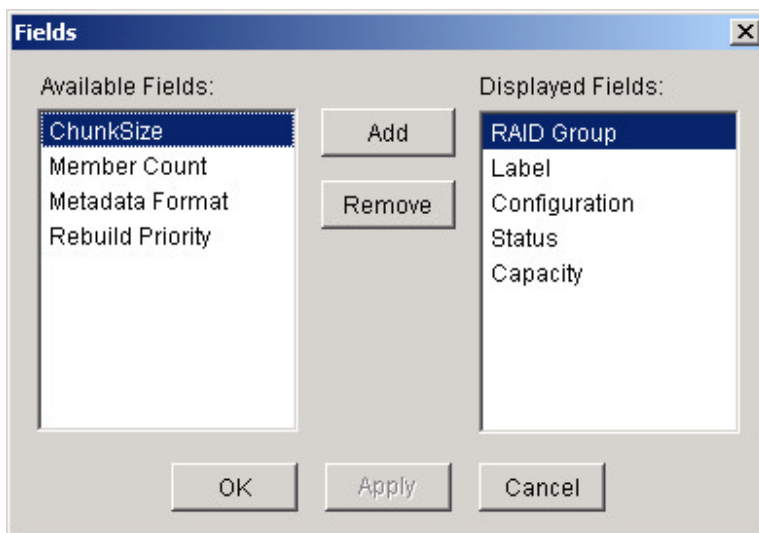 Fields
Available Fields:
ChunkSize
Member Count
Metadata Format
Rebuild Priority
Add
Remove
Displayed Fields:
RAID Group
Label
Configuration
Status
Capacity
OK
Apply
Cancel